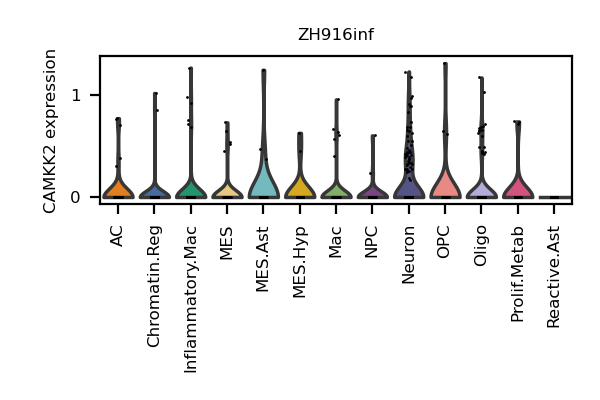 ZH916inf
CAMKK2 expression
1
0
AC
Chromatin.Reg
Inflammatory.Mac
MES
MES.Ast
MES.Hyp
Mac
NPC
Neuron
OPC
Oligo
Prolif.Metab
Reactive.Ast